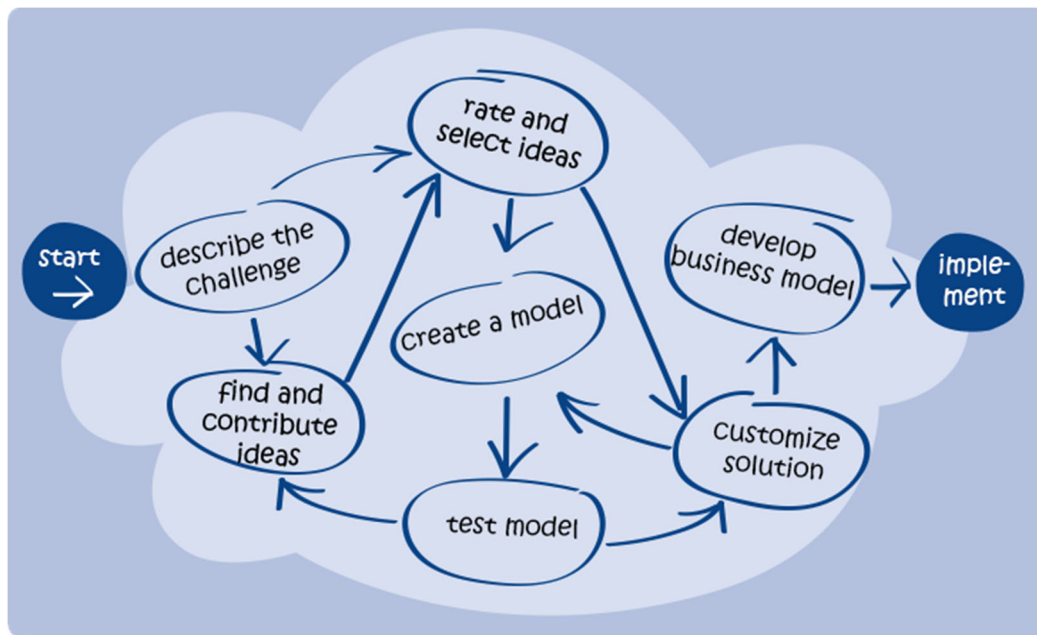 start
describe the
challenge
find and
contribute
ideas
rate and
select ideas
create a model
test model
customize
solution
develop
business model
imple-
ment